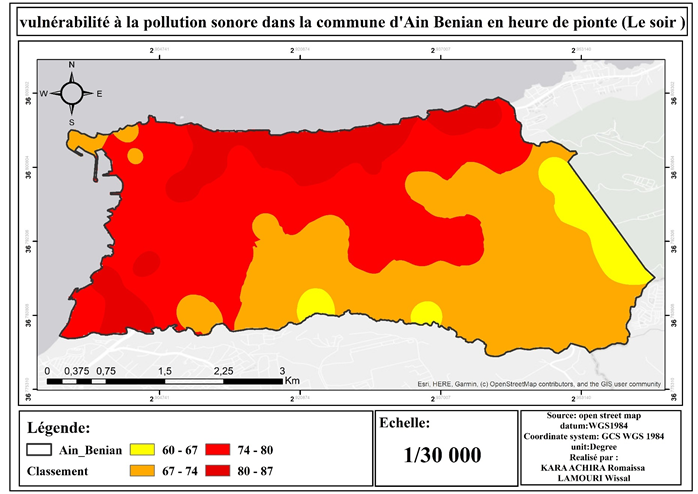 vulnérabilité à la pollution sonore dans la commune d'Ain Benian en heure de pionte (Le soir )
N
W E
S
0 0,375 0,75 1,5 2,25 3
Km
Esri, HERE, Garmin, (c) OpenStreetMap contributors, and the GIS user community
Légende:
Ain_Benian
Classement
60 - 67
67 - 74
74 - 80
80 - 87
Echelle:
1/30 000
Source: open street map
datum:WGS1984
Coordinate system: GCS WGS 1984
unit:Degree
Realisé par :
KARA ACHIRA Romaissa
LAMOURI Wissal